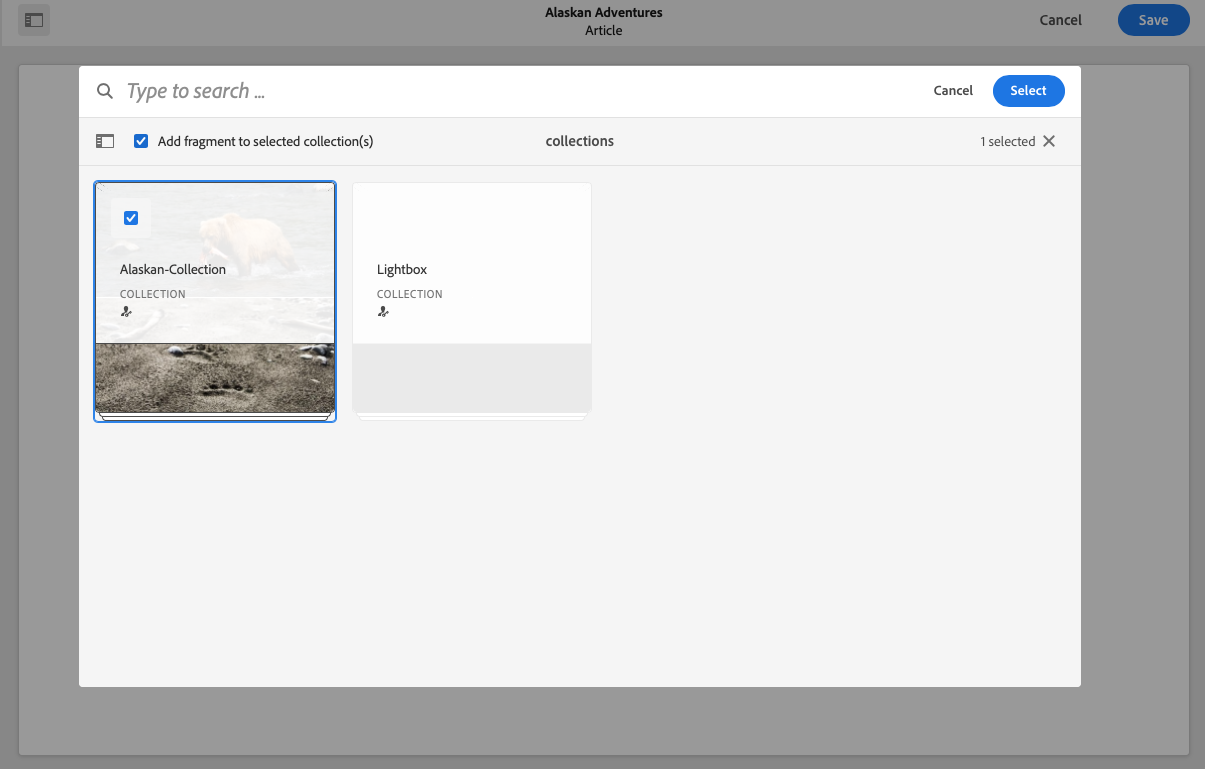 Alaskan Adventures
Article
Cancel
Save
Type to search ...
Cancel
Select
Add fragment to selected collection(s)
collections
1 selected
Alaskan-Collection
COLLECTION
Lightbox
COLLECTION